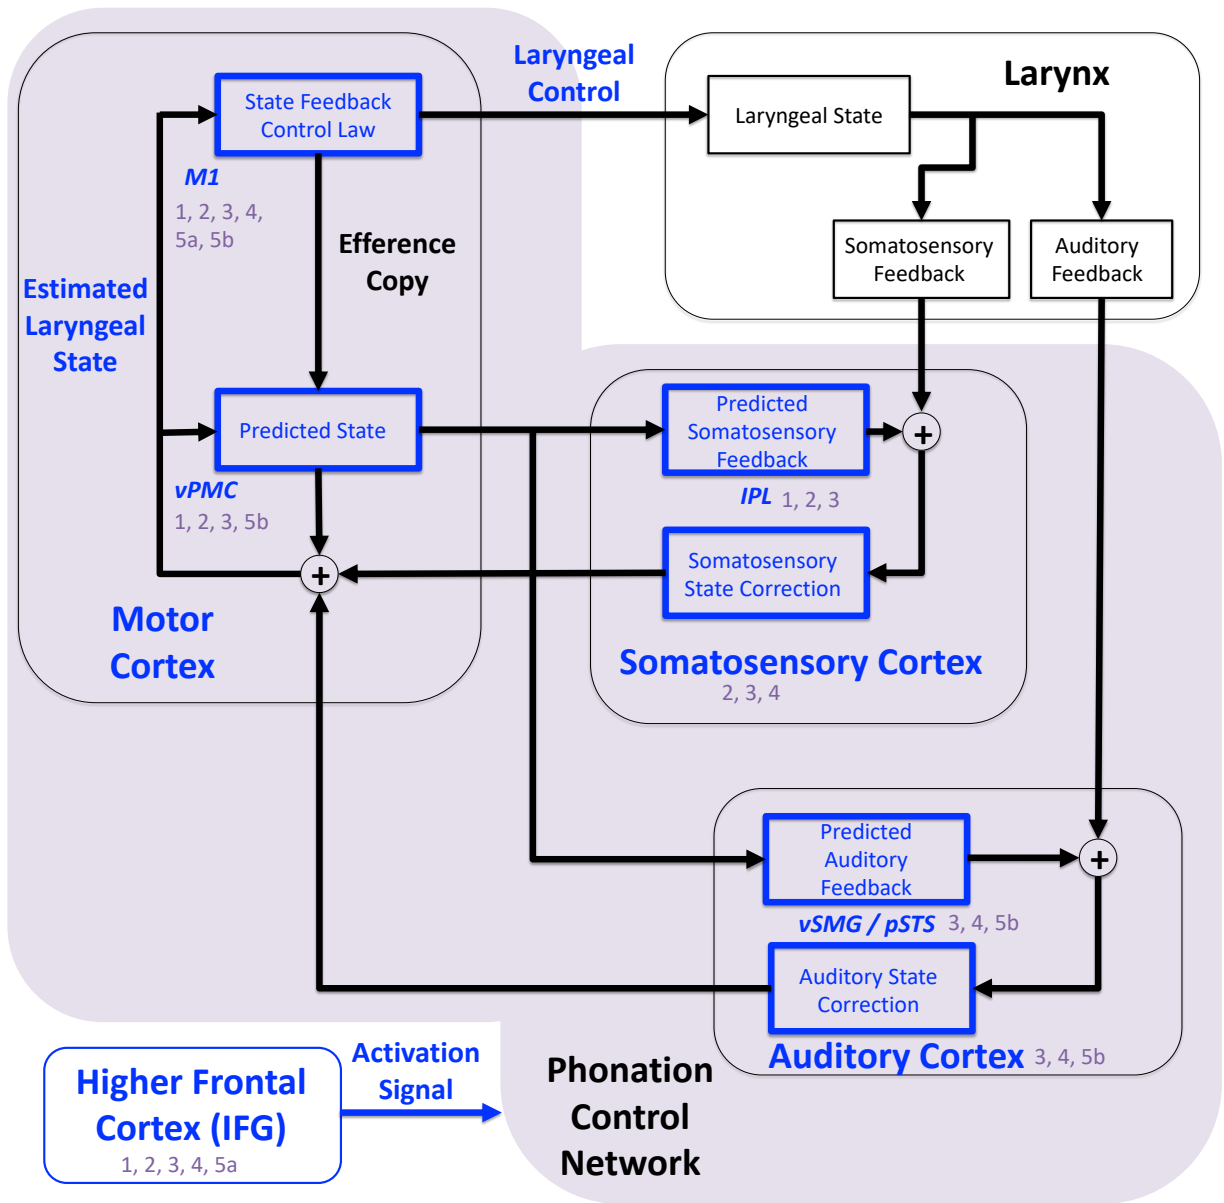 Laryngeal
Control
Larynx
State Feedback
Control Law
Laryngeal State
M1
1, 2, 3, 4,
5a, 5b
Efference
Copy
Somatosensory
Feedback
Auditory
Feedback
Estimated
Laryngeal
State
Predicted State
Predicted
Somatosensory
Feedback
+
vPMC
1, 2, 3, 5b
IPL 1, 2, 3
+
Somatosensory
State Correction
Motor
Cortex
Somatosensory Cortex
2, 3, 4
Predicted
Auditory
Feedback
+
vSMG / pSTS 3, 4, 5b
Auditory State
Correction
Auditory Cortex 3, 4, 5b
Higher Frontal
Cortex (IFG)
1, 2, 3, 4, 5a
Activation
Signal
Phonation
Control
Network